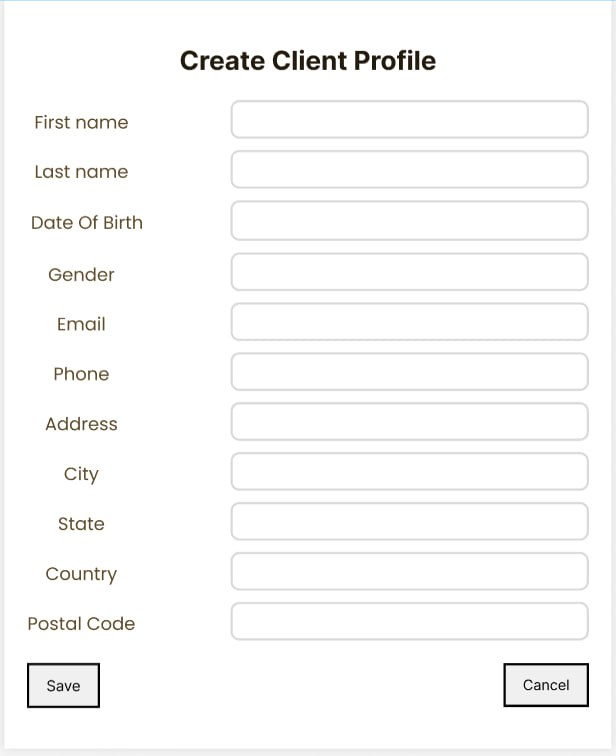 Create Client Profile
First name
Last name
Date Of Birth
Gender
Email
Phone
Address
City
State
Country
Postal Code
Save Cancel